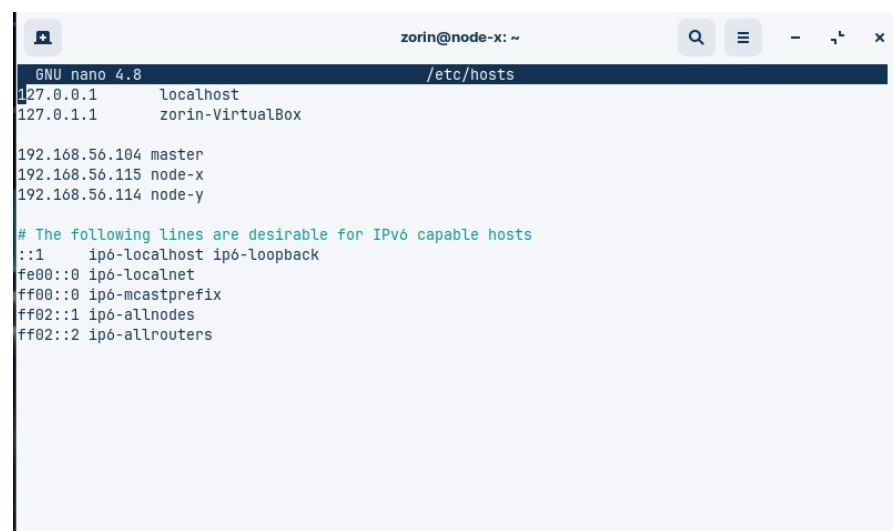 zorin@node-x: ~
GNU nano 4.8 /etc/hosts
127.0.0.1 localhost
127.0.1.1 zorin-VirtualBox
192.168.56.104 master
192.168.56.115 node-x
192.168.56.114 node-y
# The following lines are desirable for IPv6 capable hosts
::1 ip6-localhost ip6-loopback
fe00::0 ip6-localnet
ff00::0 ip6-mcastprefix
ff02::1 ip6-allnodes
ff02::2 ip6-allrouters